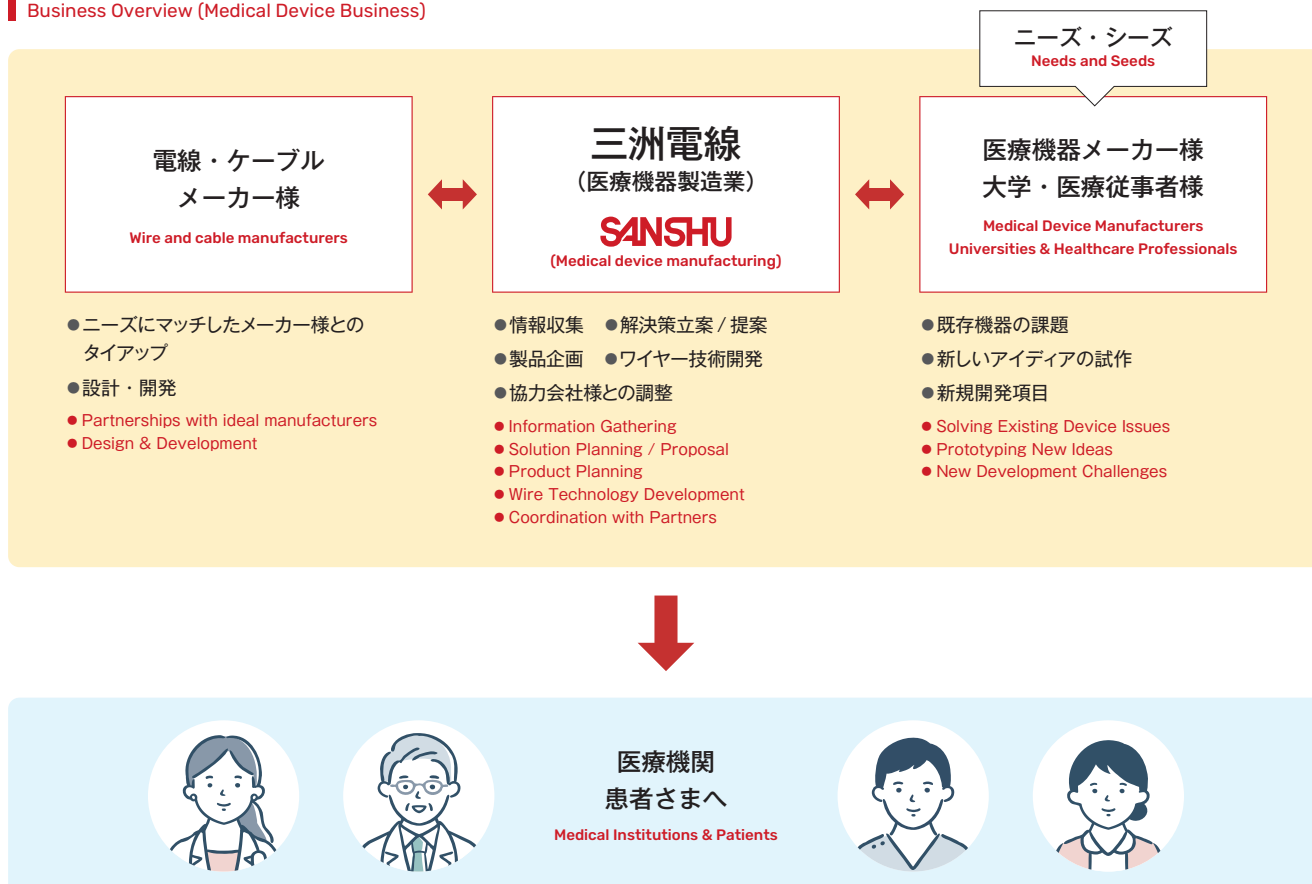 Business Overview (Medical Device Business)
ニーズ・シーズ
Needs and Seeds
電線・ケーブル
メーカー様
Wire and cable manufacturers
三洲電線
（医療機器製造業）
SANSHU
(Medical device manufacturing)
医療機器メーカー様
大学・医療従事者様
Medical Device Manufacturers
Universities & Healthcare Professionals
●ニーズにマッチしたメーカー様との
タイアップ
●設計・開発
● Partnerships with ideal manufacturers
● Design & Development
●情報収集 ●解決策立案 / 提案
●製品企画 ●ワイヤー技術開発
●協力会社様との調整
● Information Gathering
● Solution Planning / Proposal
● Product Planning
● Wire Technology Development
● Coordination with Partners
●既存機器の課題
●新しいアイディアの試作
●新規開発項目
● Solving Existing Device Issues
● Prototyping New Ideas
● New Development Challenges
医療機関
患者さまへ
Medical Institutions & Patients